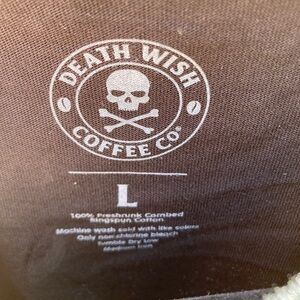 DEATH WISH
COFFEE CO
L
100% Preshrunk Combed
Ringspun Cotton
Machine wash cold with like colors
Only non chlorine bleach
Tumble Dry Low
Medium Iron